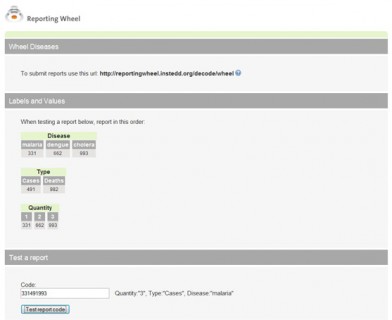 Reporting Wheel
Wheel Diseases
To submit reports use this url: http://reportingwheel.instedd.org/decode/wheel
Labels and Values
When testing a report below, report in this order:
Disease
malaria dengue cholera
331 662 993
Type
Cases Deaths
491 982
Quantity
1 2 3
331 662 993
Test a report
Code:
331491993 Quantity:"3", Type:"Cases", Disease:"malaria"
Test report code